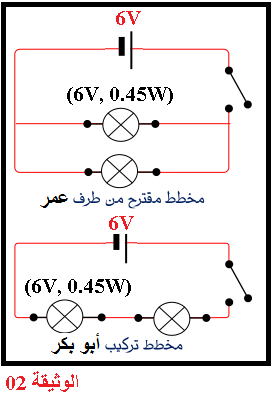 6V
(6V, 0.45W)
مخطط مقترح من طرف عمر
6V
(6V, 0.45W)
مخطط تركيب أبو بكر
الوثيقة 02